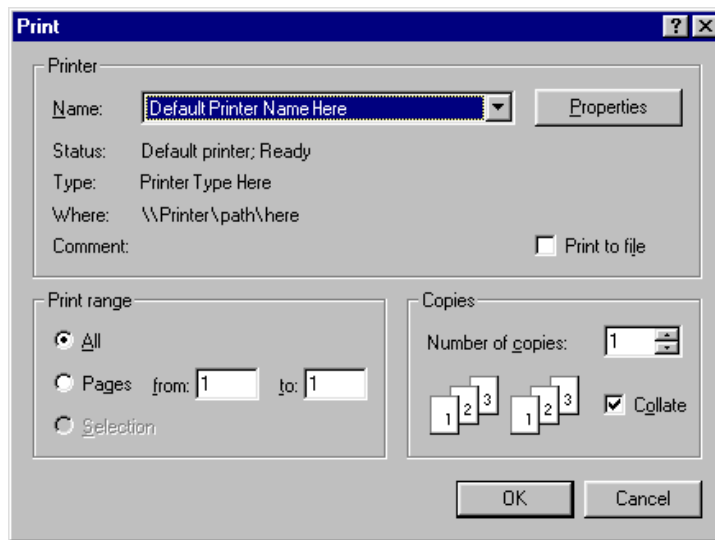 Print
Printer
Name: Default Printer Name Here Properties
Status: Default printer; Ready
Type: Printer Type Here
Where: \\Printer\path\here
Comment: Print to file
Print range
All
Pages from: 1 to: 1
Selection
Copies
Number of copies: 1
1 2 3 1 2 3 Collate
OK Cancel